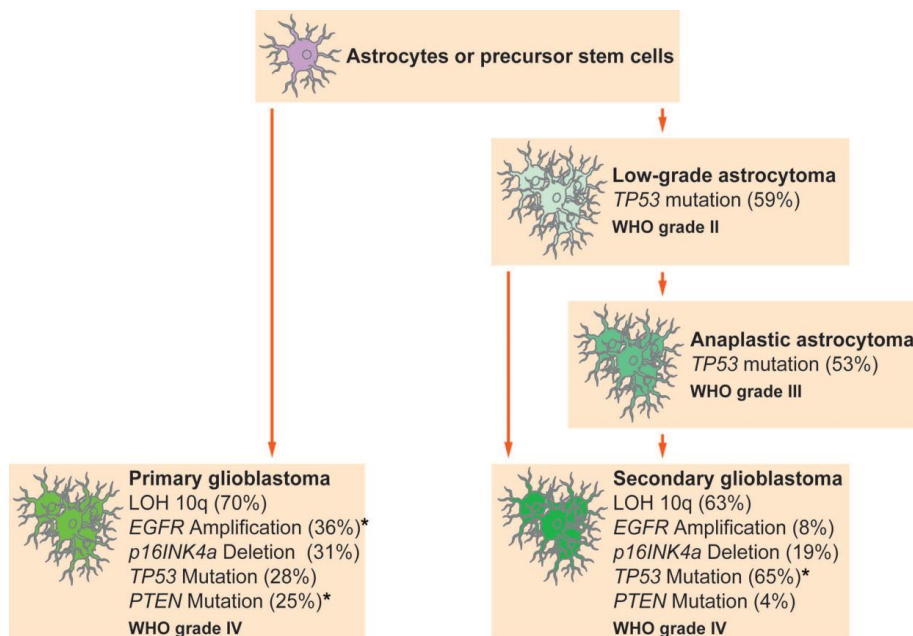 Astrocytes or precursor stem cells
Low-grade astrocytoma
TP53 mutation (59%)
WHO grade II
Anaplastic astrocytoma
TP53 mutation (53%)
WHO grade III
Primary glioblastoma
LOH 10q (70%)
EGFR Amplification (36%)*
p16INK4a Deletion (31%)
TP53 Mutation (28%)
PTEN Mutation (25%)*
WHO grade IV
Secondary glioblastoma
LOH 10q (63%)
EGFR Amplification (8%)
p16INK4a Deletion (19%)
TP53 Mutation (65%)*
PTEN Mutation (4%)
WHO grade IV